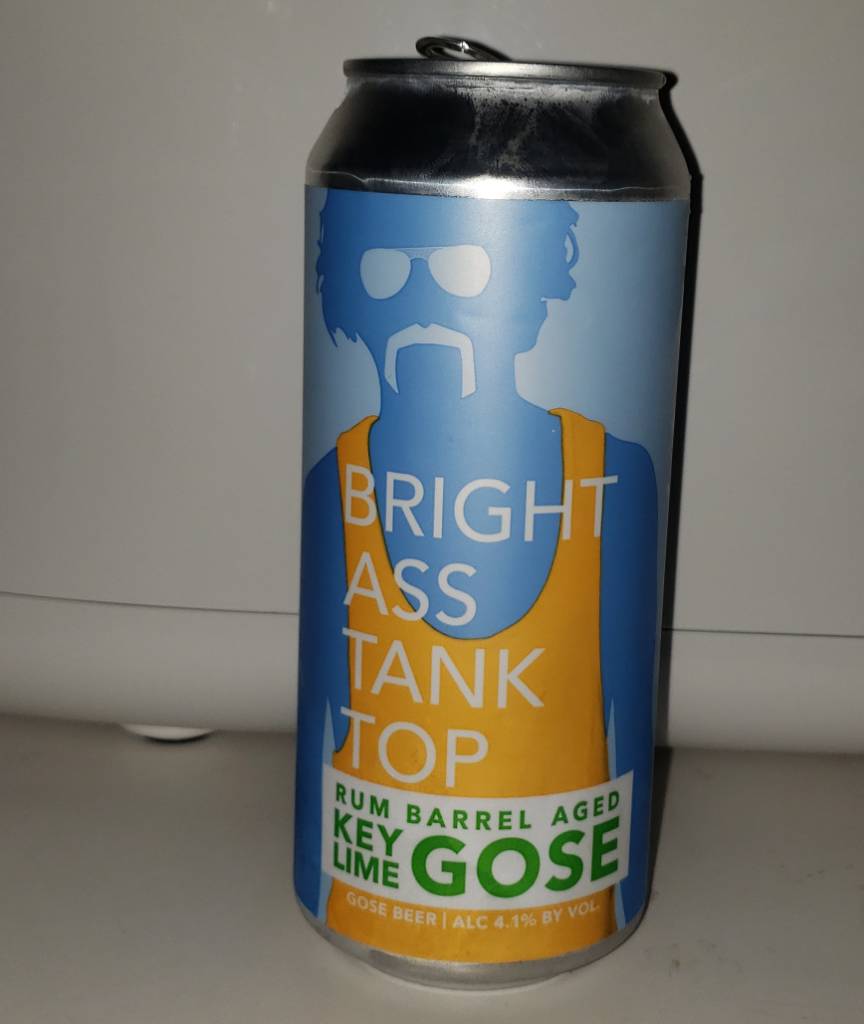 BRIGHT
ASS
TANK
TOP
RUM BARREL AGED
KEY
LIME
GOSE
GOSE BEER | ALC 4.1% BY VOL.